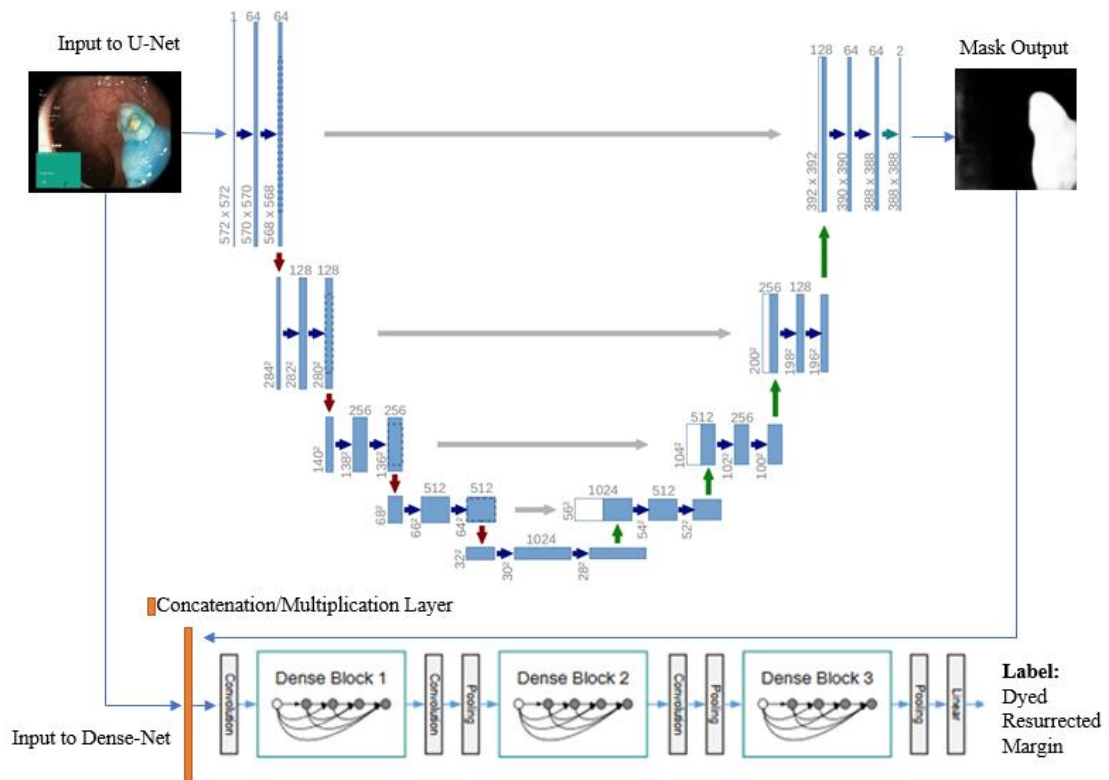 Input to U-Net
Mask Output
1 64 64
128 64 64 2
572 x 572
570 x 570
568 x 568
392 x 392
390 x 390
388 x 388
388 x 388
128 128
284²
282²
280²
256 128
200²
198²
196²
256 256
140²
138²
136²
512 256
104²
102²
100²
512 512
68²
66²
64²
1024 512
56²
54²
52²
1024
32²
30²
28²
Concatenation/Multiplication Layer
Input to Dense-Net
Convolution
Dense Block 1
Convolution
Pooling
Dense Block 2
Convolution
Pooling
Dense Block 3
Pooling
Linear
Label:
Dyed
Resurrected
Margin